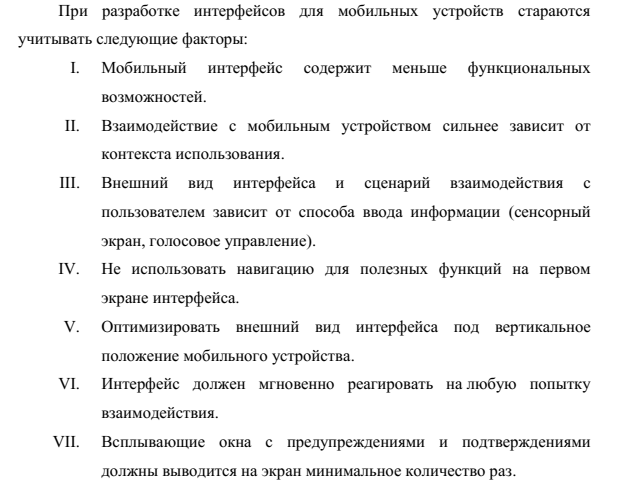 При разработке интерфейсов для мобильных устройств стараются
учитывать следующие факторы:
I. Мобильный интерфейс содержит меньше функциональных
возможностей.
II. Взаимодействие с мобильным устройством сильнее зависит от
контекста использования.
III. Внешний вид интерфейса и сценарий взаимодействия с
пользователем зависит от способа ввода информации (сенсорный
экран, голосовое управление).
IV. Не использовать навигацию для полезных функций на первом
экране интерфейса.
V. Оптимизировать внешний вид интерфейса под вертикальное
положение мобильного устройства.
VI. Интерфейс должен мгновенно реагировать на любую попытку
взаимодействия.
VII. Всплывающие окна с предупреждениями и подтверждениями
должны выводится на экран минимальное количество раз.